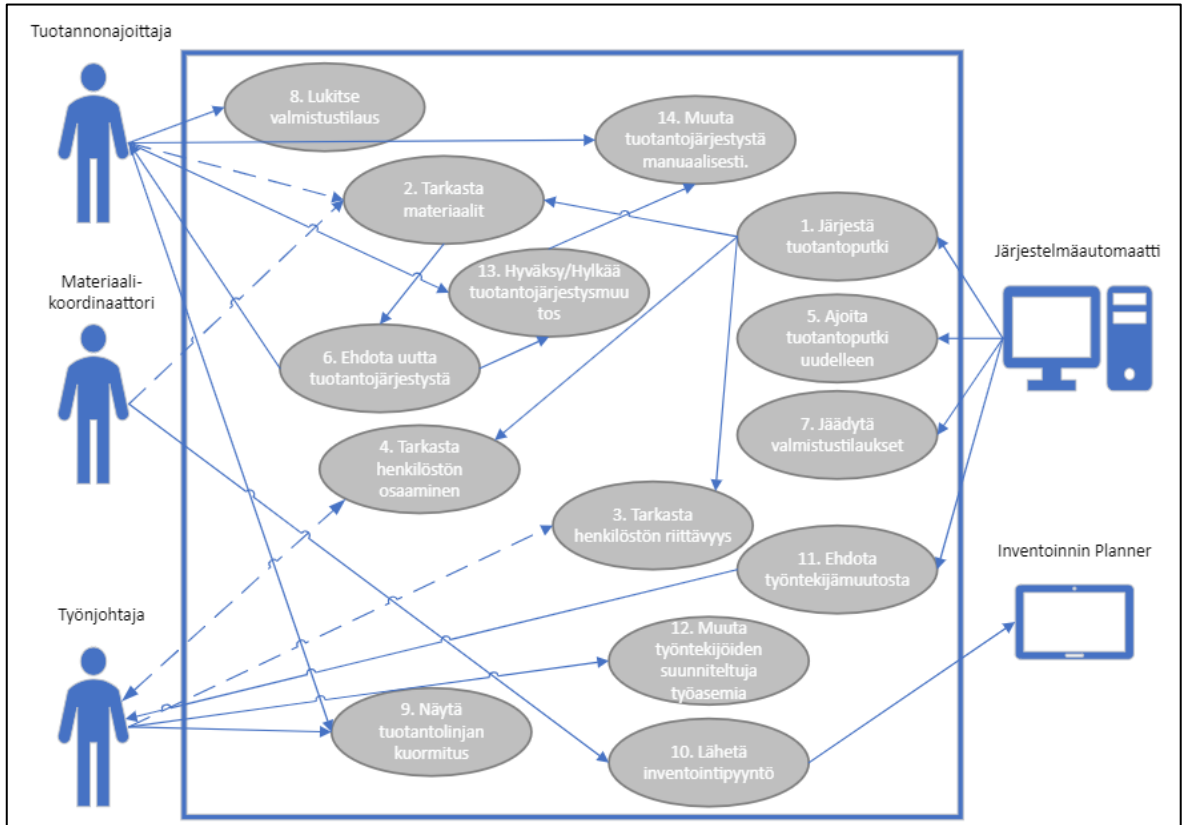 Tuotannonajoittaja
8. Lukitse
valmistustilaus
14. Muuta
tuotantojärjestystä
manuaalisesti.
2. Tarkasta
materiaalit
1. Järjestä
tuotantoputki
Järjestelmäautomaatti
Materiaali-
koordinaattori
13. Hyväksy/Hylkää
tuotantojärjestysmuu
tos
5. Ajoita
tuotantoputki
uudelleen
6. Ehdota uutta
tuotantojärjestystä
7. Jäädytä
valmistustilaukset
4. Tarkasta
henkilöstön
osaaminen
3. Tarkasta
henkilöstön riittävyys
11. Ehdota
työntekijämuutosta
Inventoinnin Planner
Työnjohtaja
12. Muuta
työntekijöiden
suunniteltuja
työasemia
9. Näytä
tuotantolinjan
kuormitus
10. Lähetä
inventointipyyntö